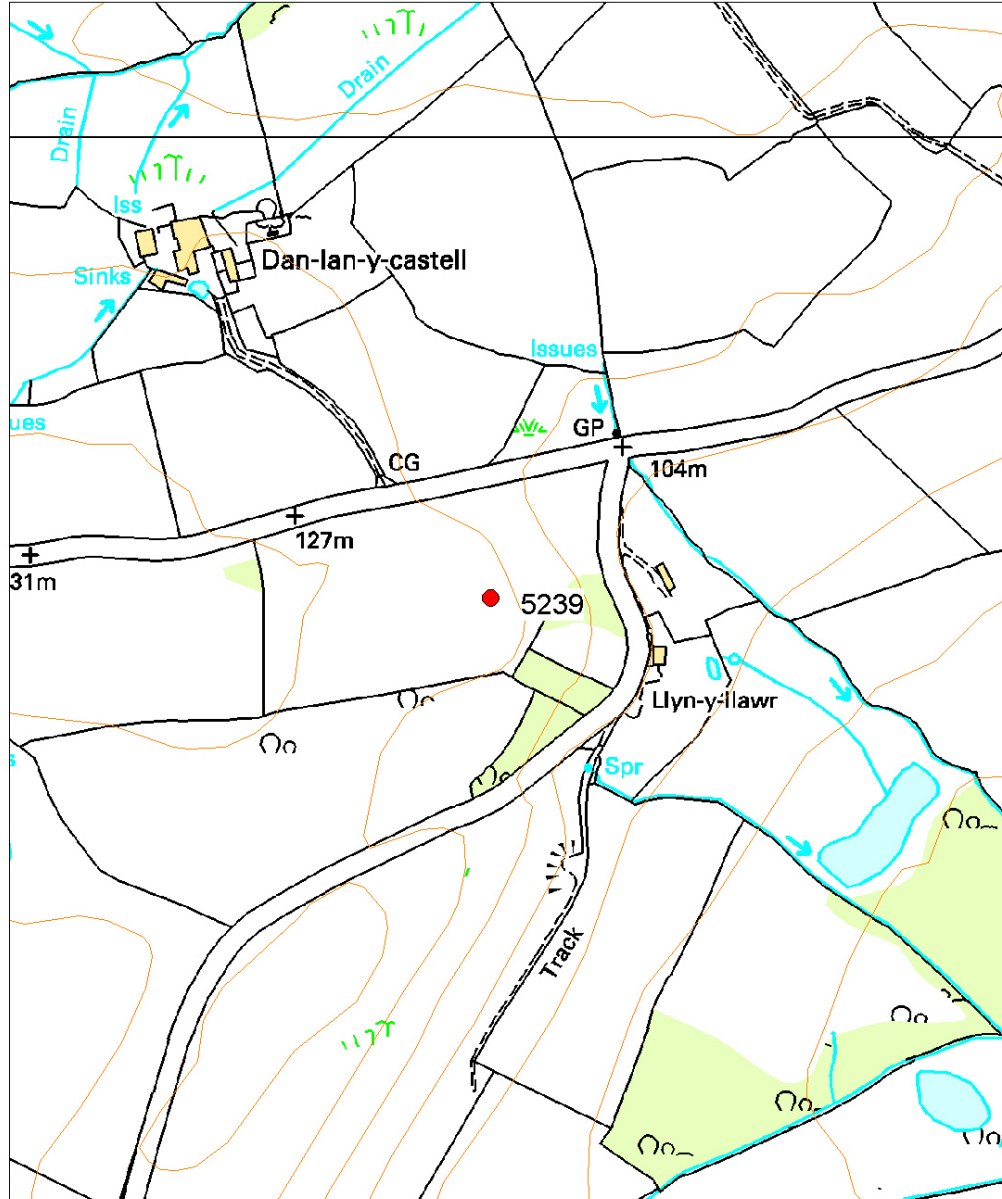 Drain
Drain
Iss
Dan-lan-y-castell
Sinks
Issues
ues
GP
CG
104m
127m
31m
5239
Llyn-y-llawr
Spr
Track
s